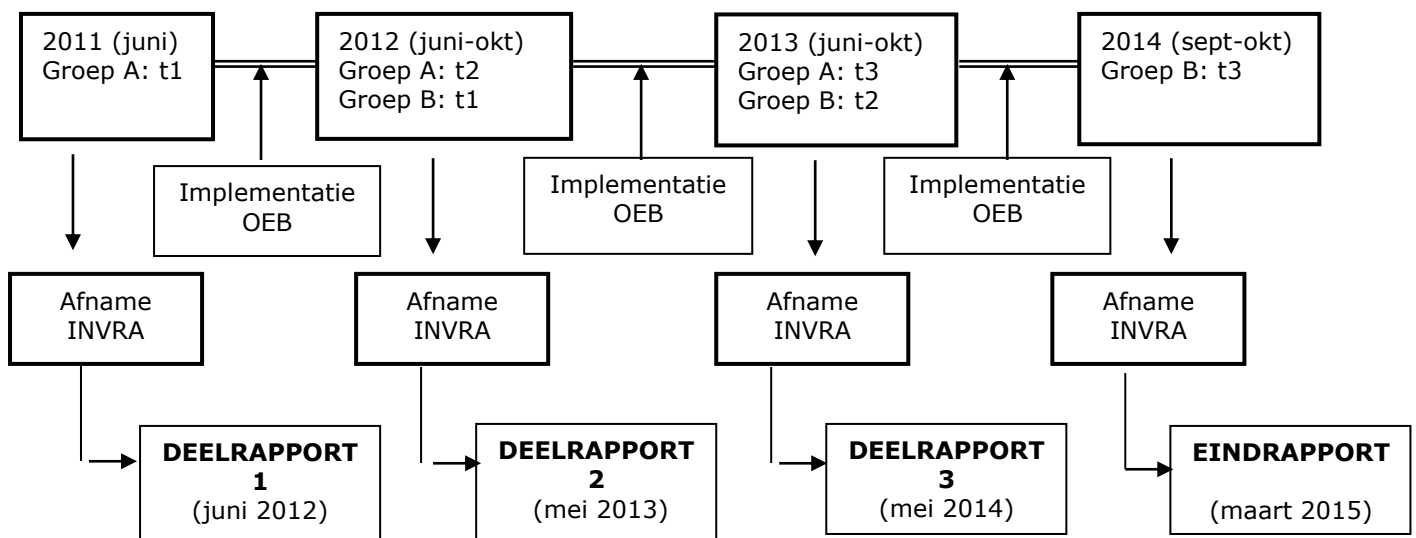 2011 (juni)
Groep A: t1
2012 (juni-okt)
Groep A: t2
Groep B: t1
2013 (juni-okt)
Groep A: t3
Groep B: t2
2014 (sept-okt)
Groep B: t3
Implementatie
OEB
Implementatie
OEB
Implementatie
OEB
Afname
INVRA
Afname
INVRA
Afname
INVRA
Afname
INVRA
DEELRAPPORT
1
(juni 2012)
DEELRAPPORT
2
(mei 2013)
DEELRAPPORT
3
(mei 2014)
EINDRAPPORT
(maart 2015)